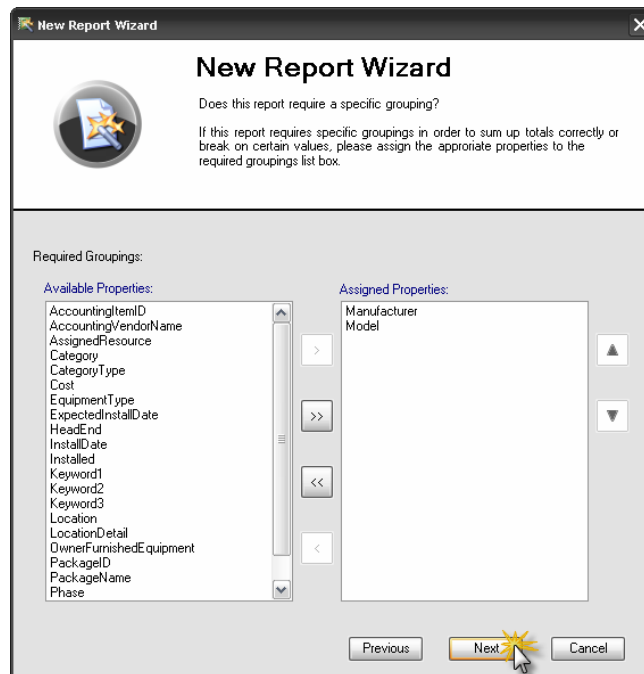 New Report Wizard
New Report Wizard
Does this report require a specific grouping?
If this report requires specific groupings in order to sum up totals correctly or
break on certain values, please assign the approriate properties to the
required groupings list box.
Required Groupings:
Available Properties:
AccountingItemID
AccountingVendorName
AssignedResource
Category
CategoryType
Cost
EquipmentType
ExpectedInstallDate
HeadEnd
InstallDate
Installed
Keyword1
Keyword2
Keyword3
Location
LocationDetail
OwnerFurnishedEquipment
PackageID
PackageName
Phase
>
>>
<<
<
Assigned Properties:
Manufacturer
Model
Previous
Next
Cancel